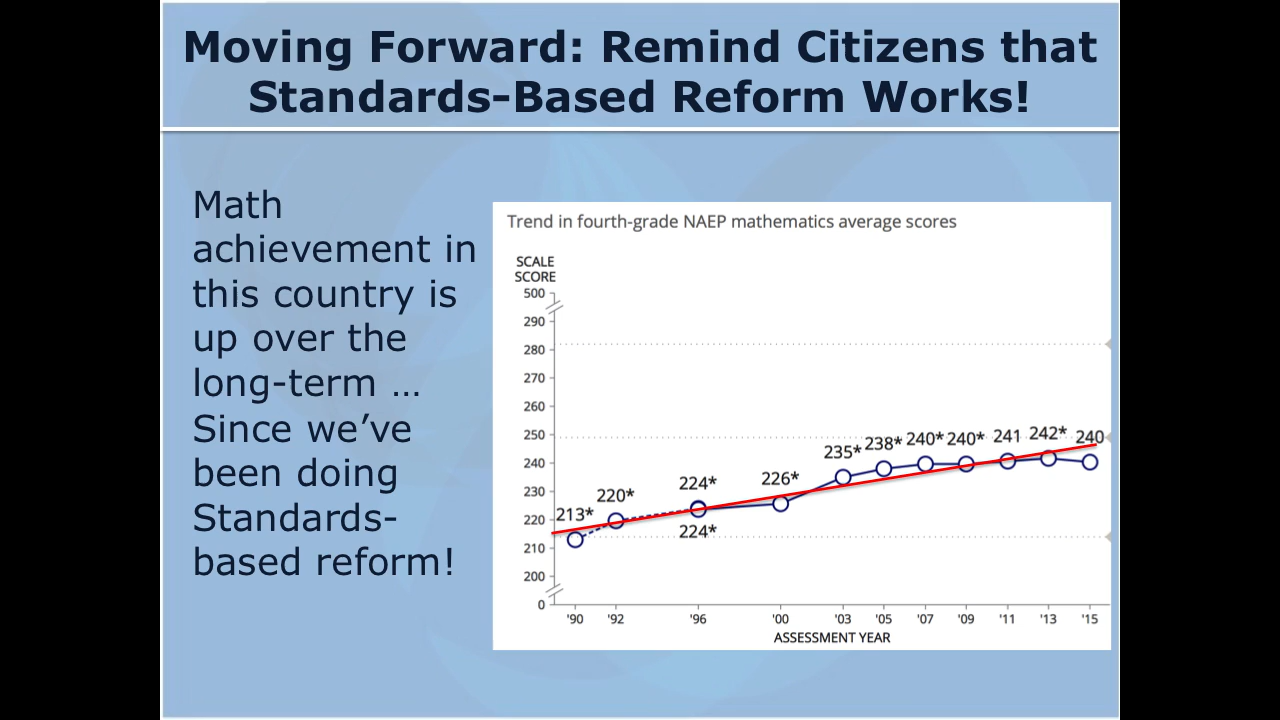 Moving Forward: Remind Citizens that
Standards-Based Reform Works!
Math
achievement in
this country is
up over the
long-term …
Since we’ve
been doing
Standards-
based reform!
Trend in fourth-grade NAEP mathematics average scores
SCALE
SCORE
500
290
280
270
260
250
240
230
220
210
200
0
213*
220*
224*
224*
226*
235*
238*
240*
240*
241
242*
240
'90
'92
'96
'00
'03
'05
'07
'09
'11
'13
'15
ASSESSMENT YEAR